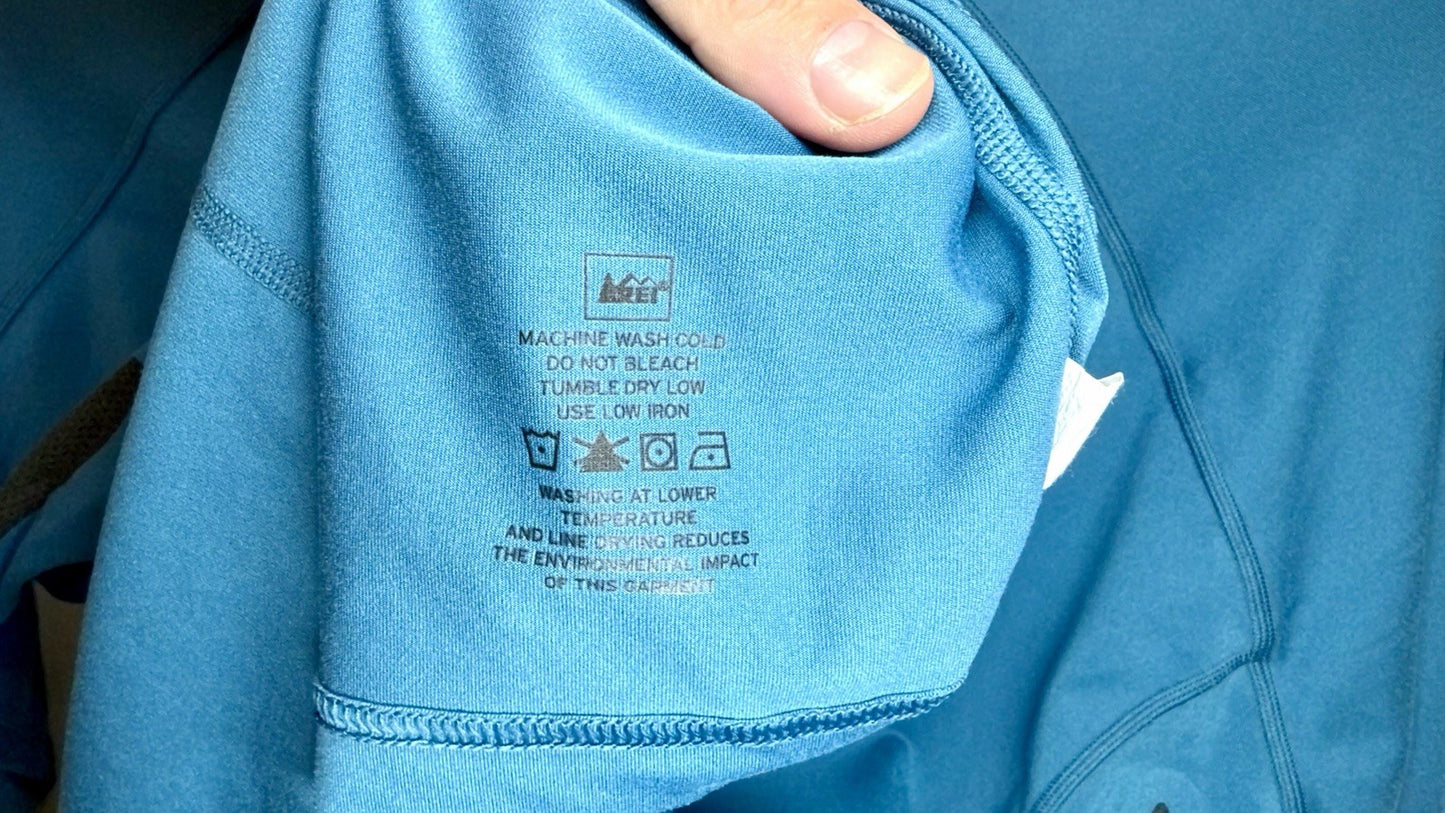 REI
MACHINE WASH COLD
DO NOT BLEACH
TUMBLE DRY LOW
USE LOW IRON
WASHING AT LOWER
TEMPERATURE
AND LINE DRYING REDUCES
THE ENVIRONMENTAL IMPACT
OF THIS GARMENT